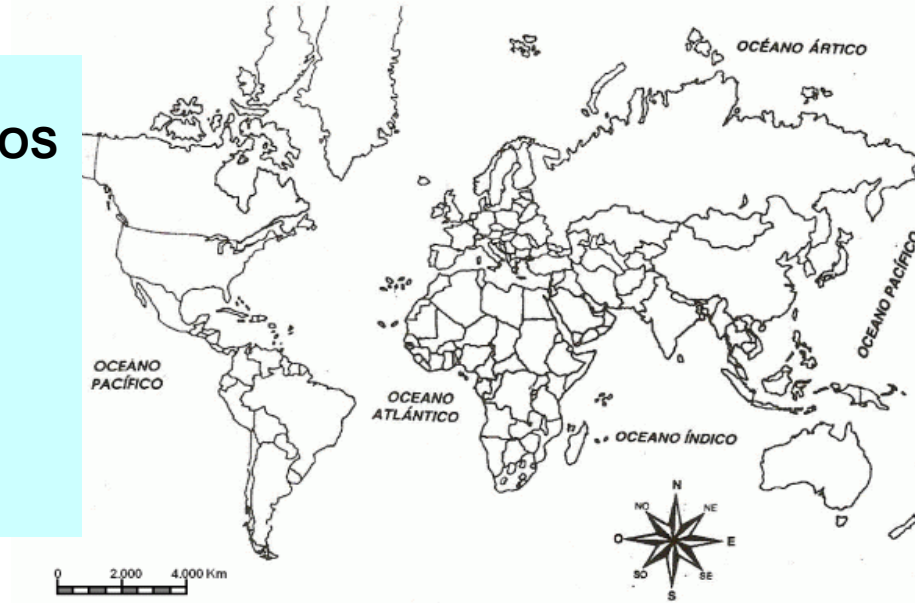 OS
OCÉANO ÁRTICO
OCEANO PACÍFICO
OCEANO
PACÍFICO
OCEANO
ATLÁNTICO
OCEANO ÍNDICO
N
NO
NE
O
E
SO
SE
S
0 2.000 4.000 Km